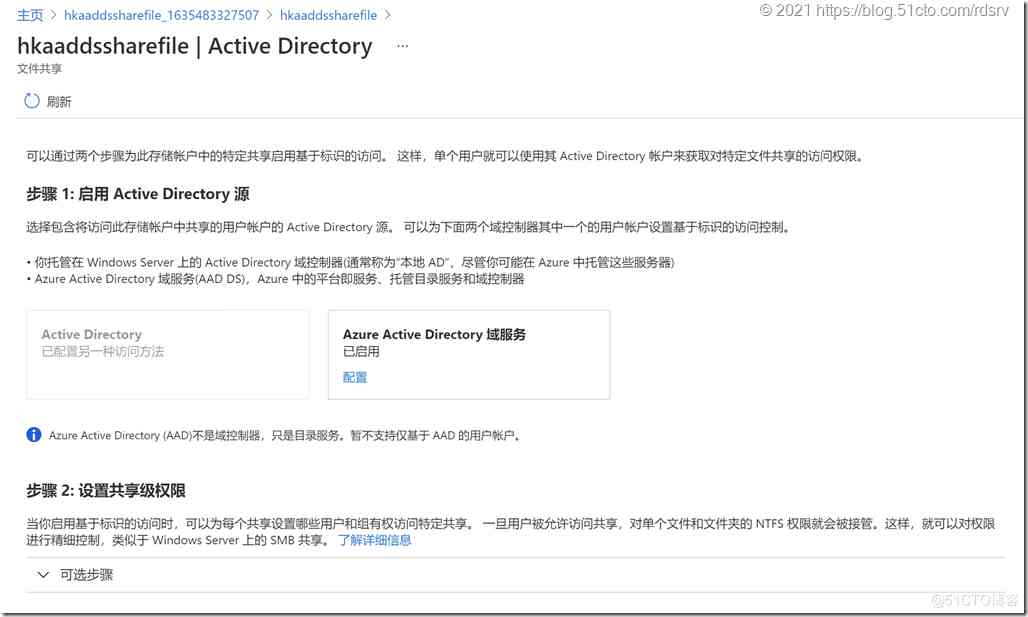 © 2021 https://blog.51cto.com/rdsrv
主页 > hkaaddssharefile_1635483327507 > hkaaddssharefile >
hkaaddssharefile | Active Directory ...
文件共享
刷新
可以通过两个步骤为此存储帐户中的特定共享启用基于标识的访问。 这样，单个用户就可以使用其 Active Directory 帐户来获取对特定文件共享的访问权限。
步骤 1: 启用 Active Directory 源
选择包含将访问此存储帐户中共享的用户帐户的 Active Directory 源。 可以为下面两个域控制器其中一个的用户帐户设置基于标识的访问控制。
• 你托管在 Windows Server 上的 Active Directory 域控制器(通常称为"本地 AD"，尽管你可能在 Azure 中托管这些服务器)
• Azure Active Directory 域服务(AAD DS)，Azure 中的平台即服务、托管目录服务和域控制器
Active Directory
已配置另一种访问方法
Azure Active Directory 域服务
已启用
配置
Azure Active Directory (AAD)不是域控制器，只是目录服务。暂不支持仅基于 AAD 的用户帐户。
步骤 2: 设置共享级权限
当你启用基于标识的访问时，可以为每个共享设置哪些用户和组有权访问特定共享。 一旦用户被允许访问共享，对单个文件和文件夹的 NTFS 权限就会被接管。这样，就可以对权限
进行精细控制，类似于 Windows Server 上的 SMB 共享。 了解详细信息
可选步骤
@51CTO博客